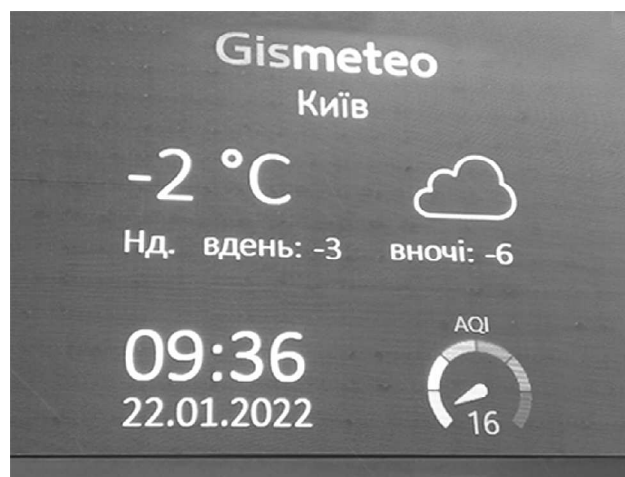 Gismeteo
Київ
-2 °C
Нд. вдень: -3 вночі: -6
AQI
09:36
16
22.01.2022